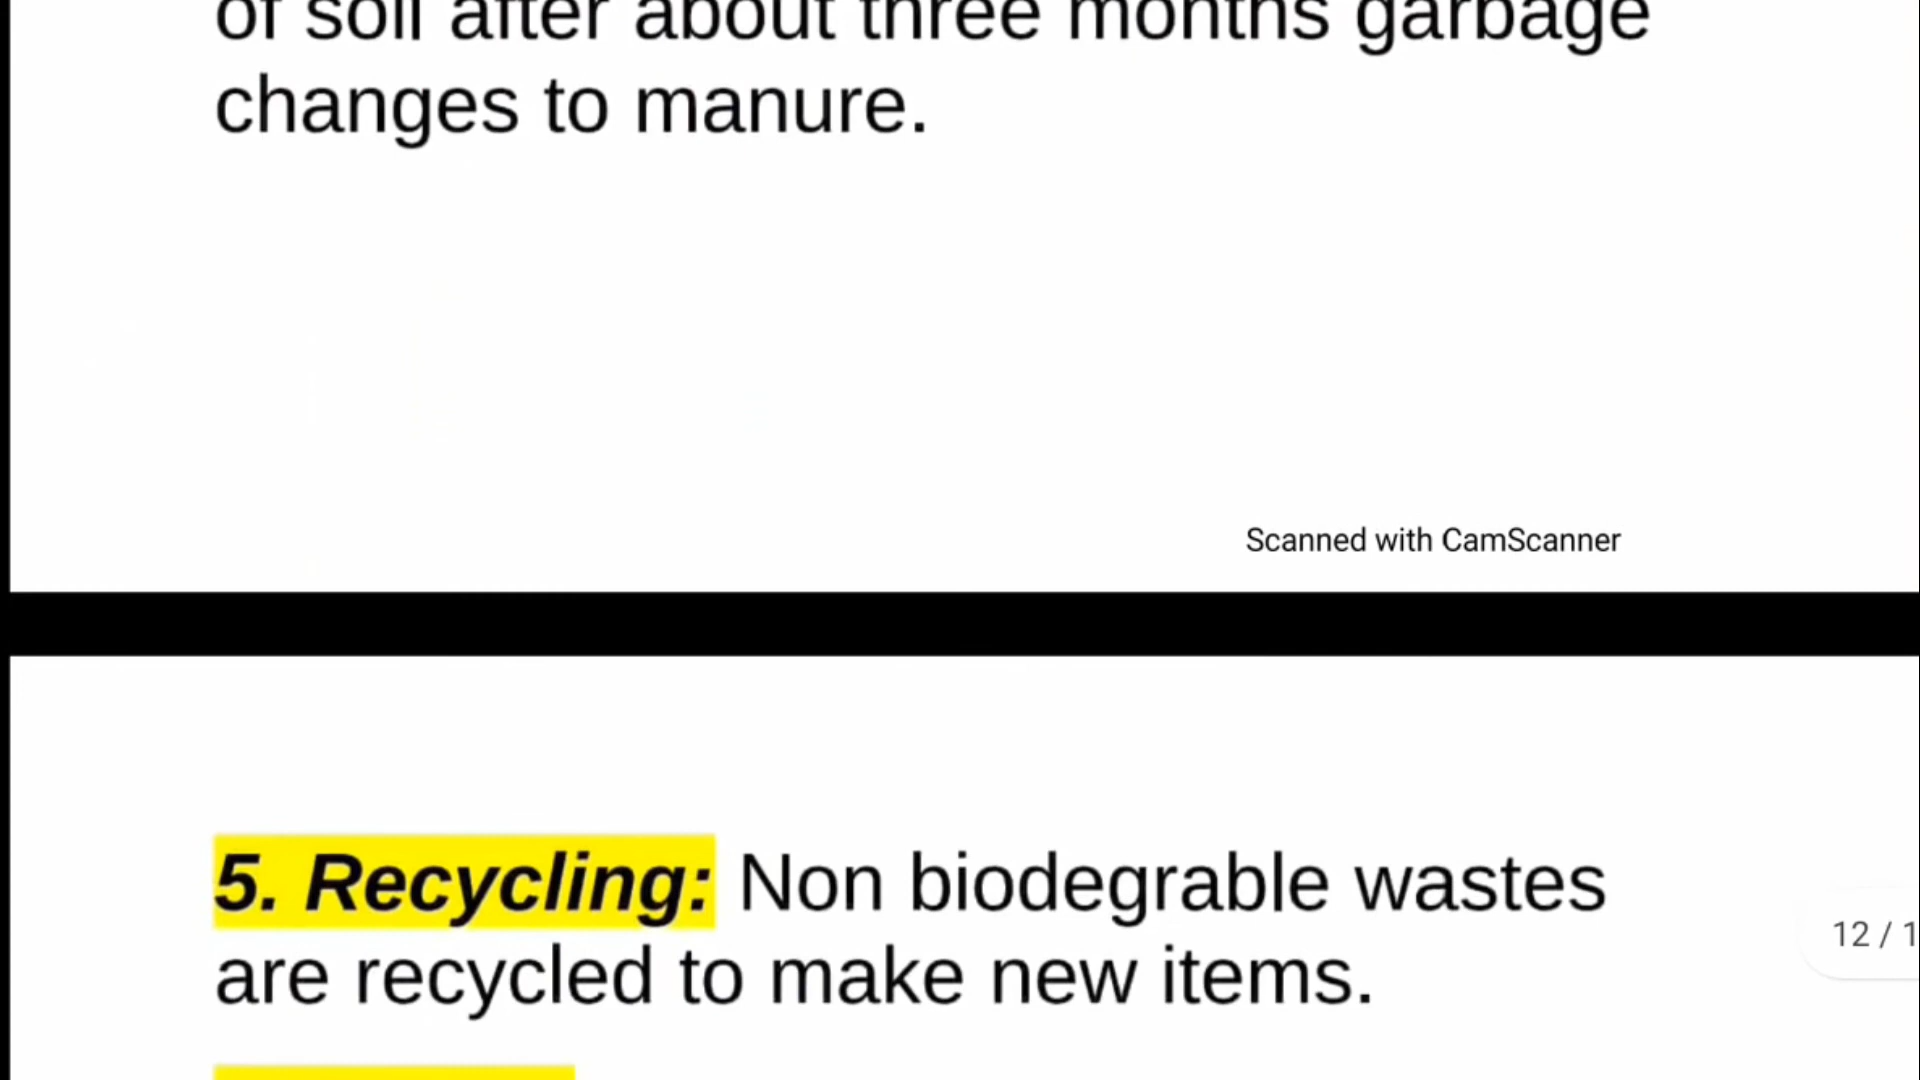 of soil after about three months garbage
changes to manure.
Scanned with CamScanner
5. Recycling: Non biodegrable wastes
are recycled to make new items.
12 / 1